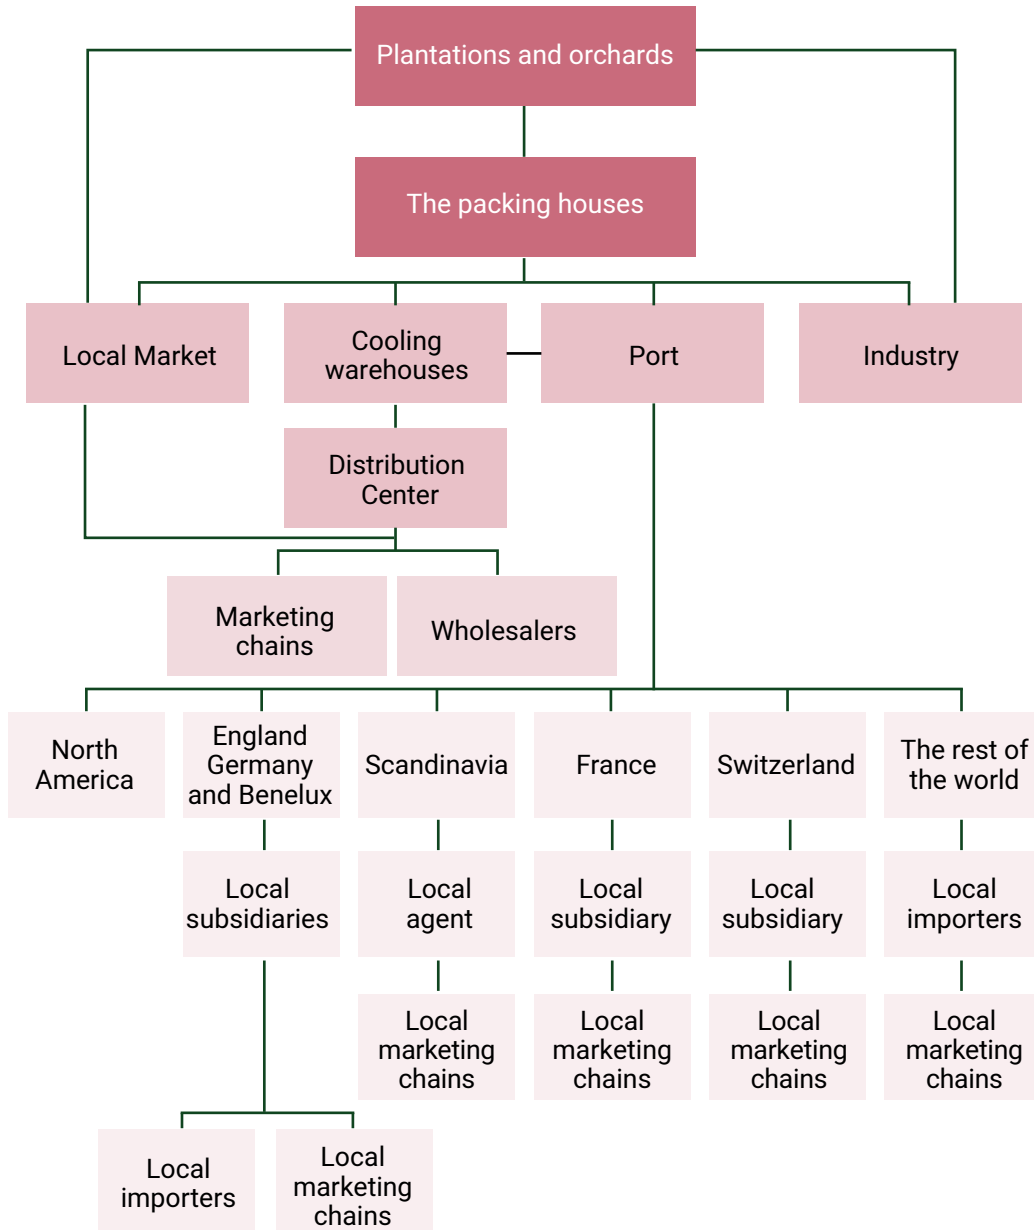 Plantations and orchards
The packing houses
Local Market
Cooling
warehouses
Port
Industry
Distribution
Center
Marketing
chains
Wholesalers
North
America
England
Germany
and Benelux
Scandinavia
France
Switzerland
The rest of
the world
Local
subsidiaries
Local
agent
Local
subsidiary
Local
subsidiary
Local
importers
Local
marketing
chains
Local
marketing
chains
Local
marketing
chains
Local
marketing
chains
Local
importers
Local
marketing
chains